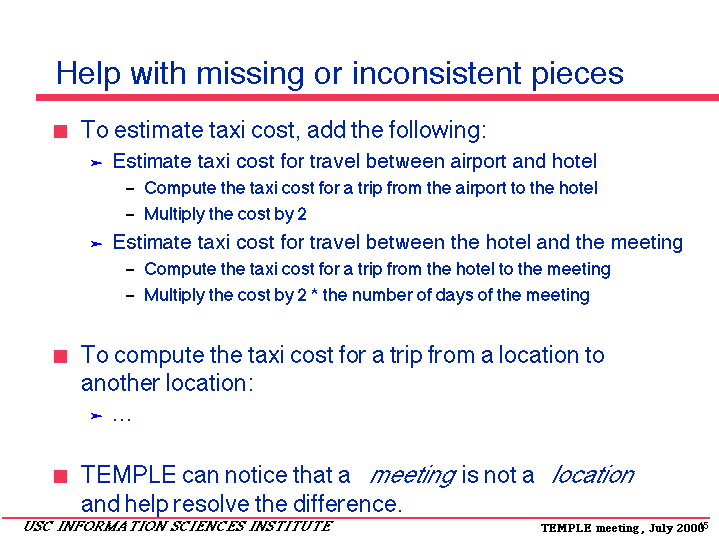 Help with missing or inconsistent pieces
To estimate taxi cost, add the following:
➤ Estimate taxi cost for travel between airport and hotel
– Compute the taxi cost for a trip from the airport to the hotel
– Multiply the cost by 2
➤ Estimate taxi cost for travel between the hotel and the meeting
– Compute the taxi cost for a trip from the hotel to the meeting
– Multiply the cost by 2 * the number of days of the meeting
To compute the taxi cost for a trip from a location to
another location:
➤ …
TEMPLE can notice that a meeting is not a location
and help resolve the difference.
USC INFORMATION SCIENCES INSTITUTE
TEMPLE meeting, July 2000